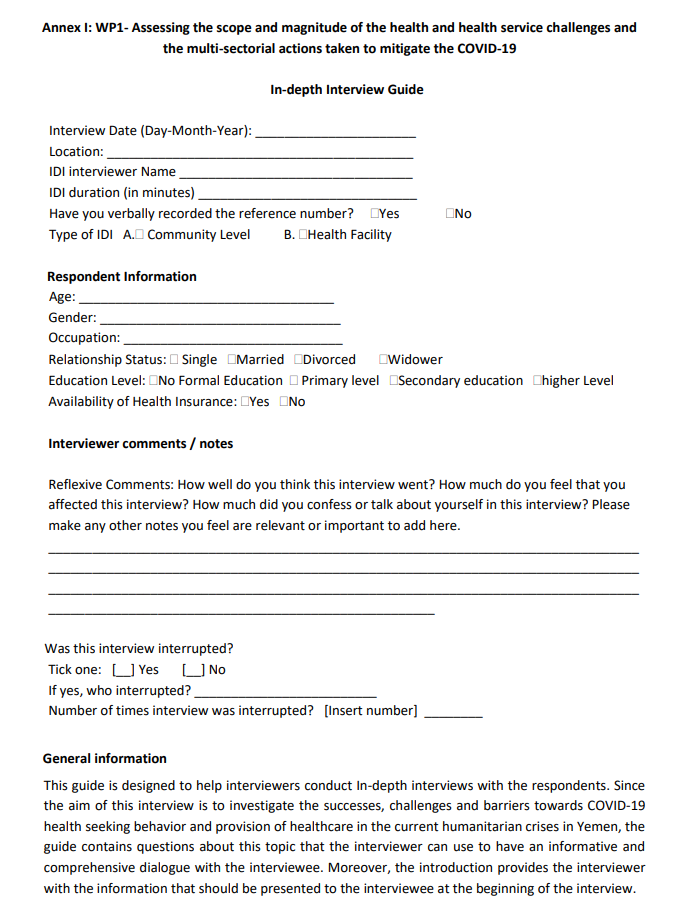 Annex I: WP1- Assessing the scope and magnitude of the health and health service challenges and
the multi-sectorial actions taken to mitigate the COVID-19
In-depth Interview Guide
Interview Date (Day-Month-Year): ______________________
Location: __________________________________________
IDI interviewer Name ________________________________
IDI duration (in minutes) ______________________________
Have you verbally recorded the reference number? □Yes □No
Type of IDI A.□ Community Level B. □Health Facility
Respondent Information
Age: ___________________________________
Gender: _________________________________
Occupation: ______________________________
Relationship Status: □ Single □Married □Divorced □Widower
Education Level: □No Formal Education □ Primary level □Secondary education □higher Level
Availability of Health Insurance: □Yes □No
Interviewer comments / notes
Reflexive Comments: How well do you think this interview went? How much do you feel that you
affected this interview? How much did you confess or talk about yourself in this interview? Please
make any other notes you feel are relevant or important to add here.
_________________________________________________________________________________
_________________________________________________________________________________
_________________________________________________________________________________
_____________________________________________________
Was this interview interrupted?
Tick one: [__] Yes [__] No
If yes, who interrupted? _________________________
Number of times interview was interrupted? [Insert number] ________
General information
This guide is designed to help interviewers conduct In-depth interviews with the respondents. Since
the aim of this interview is to investigate the successes, challenges and barriers towards COVID-19
health seeking behavior and provision of healthcare in the current humanitarian crises in Yemen, the
guide contains questions about this topic that the interviewer can use to have an informative and
comprehensive dialogue with the interviewee. Moreover, the introduction provides the interviewer
with the information that should be presented to the interviewee at the beginning of the interview.